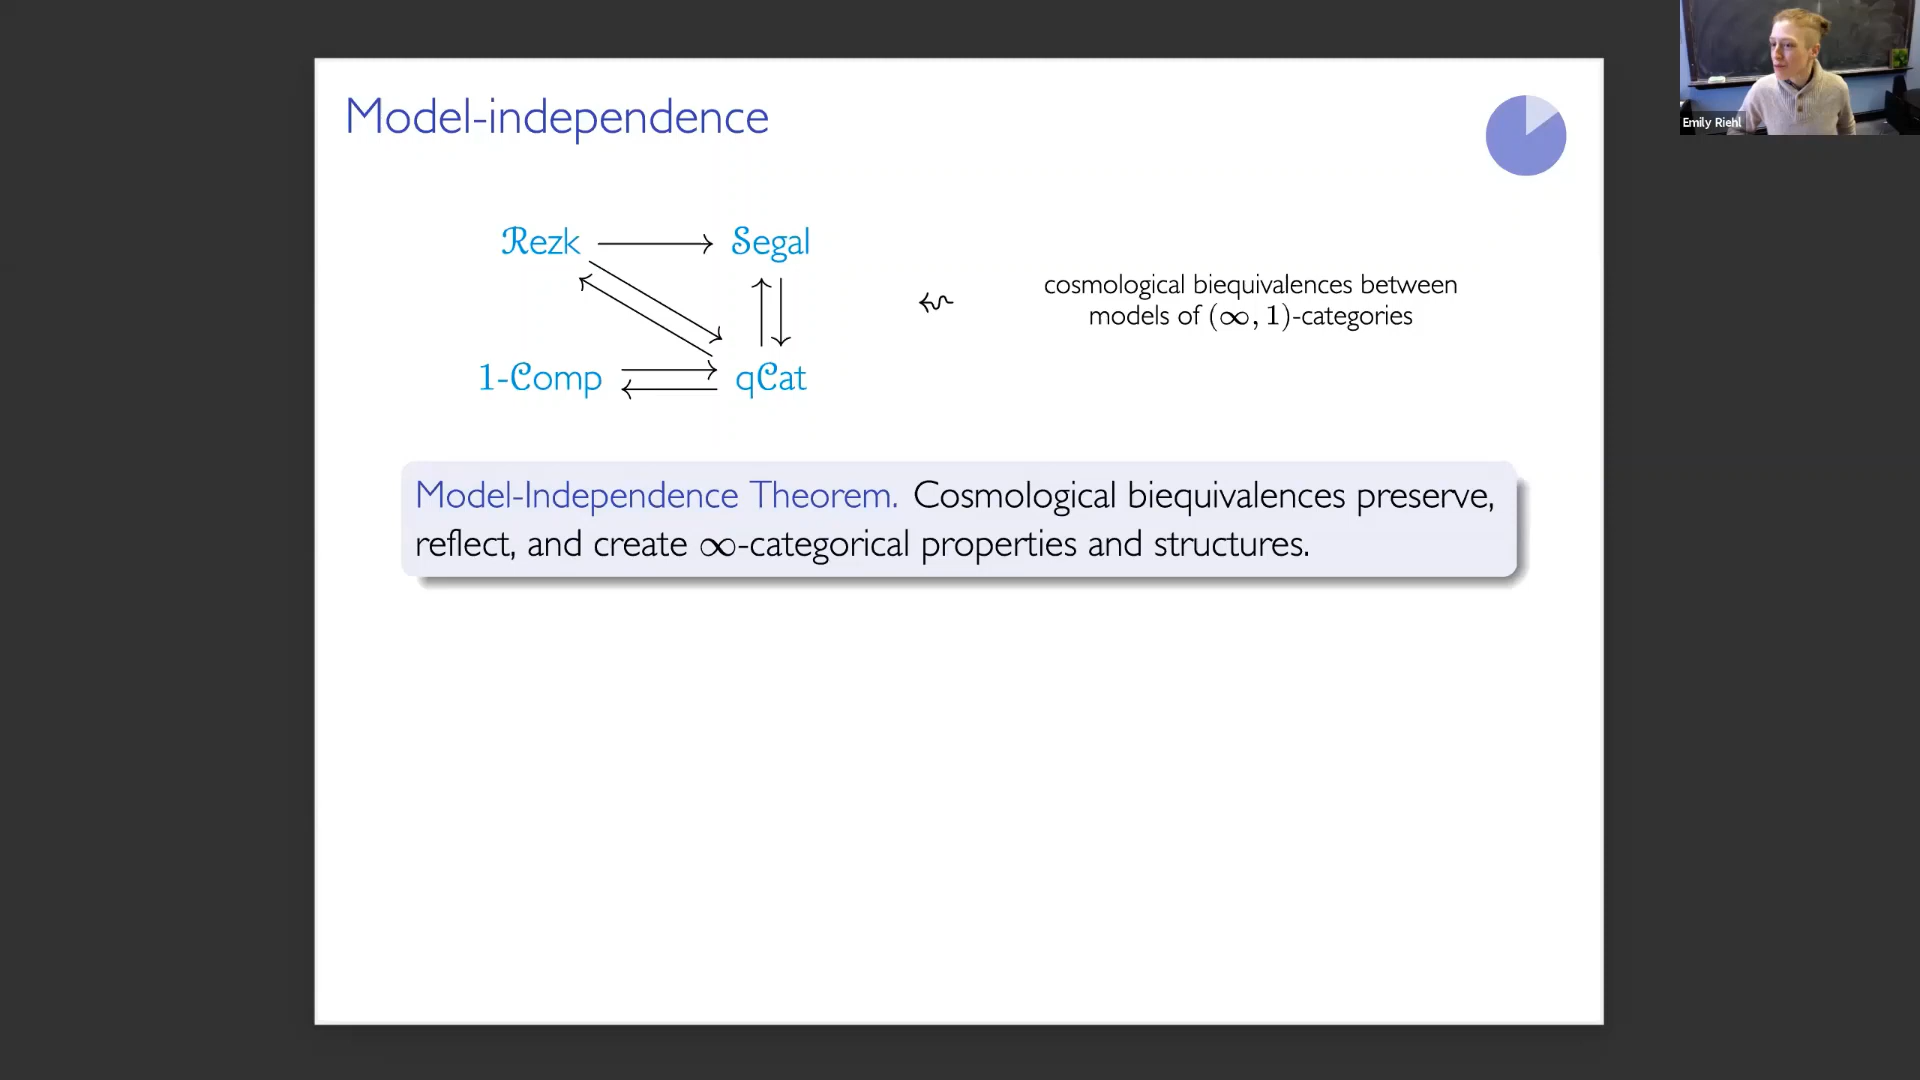 Model-independence
Emily Riehl
ℛezk 𝒮egal
cosmological biequivalences between
models of (∞, 1)-categories
1-𝒞omp q𝒞at
Model-Independence Theorem. Cosmological biequivalences preserve,
reflect, and create ∞-categorical properties and structures.